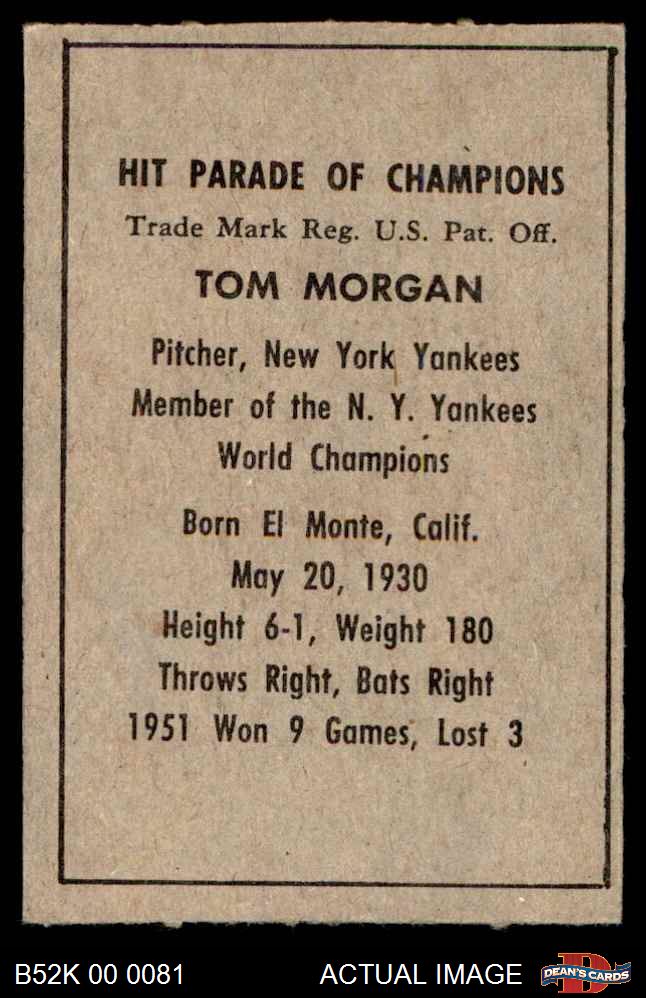 HIT PARADE OF CHAMPIONS
Trade Mark Reg. U.S. Pat. Off.
TOM MORGAN
Pitcher, New York Yankees
Member of the N. Y. Yankees
World Champions
Born El Monte, Calif.
May 20, 1930
Height 6-1, Weight 180
Throws Right, Bats Right
1951 Won 9 Games, Lost 3
B52K 00 0081 ACTUAL IMAGE D DEAN'S CARDS